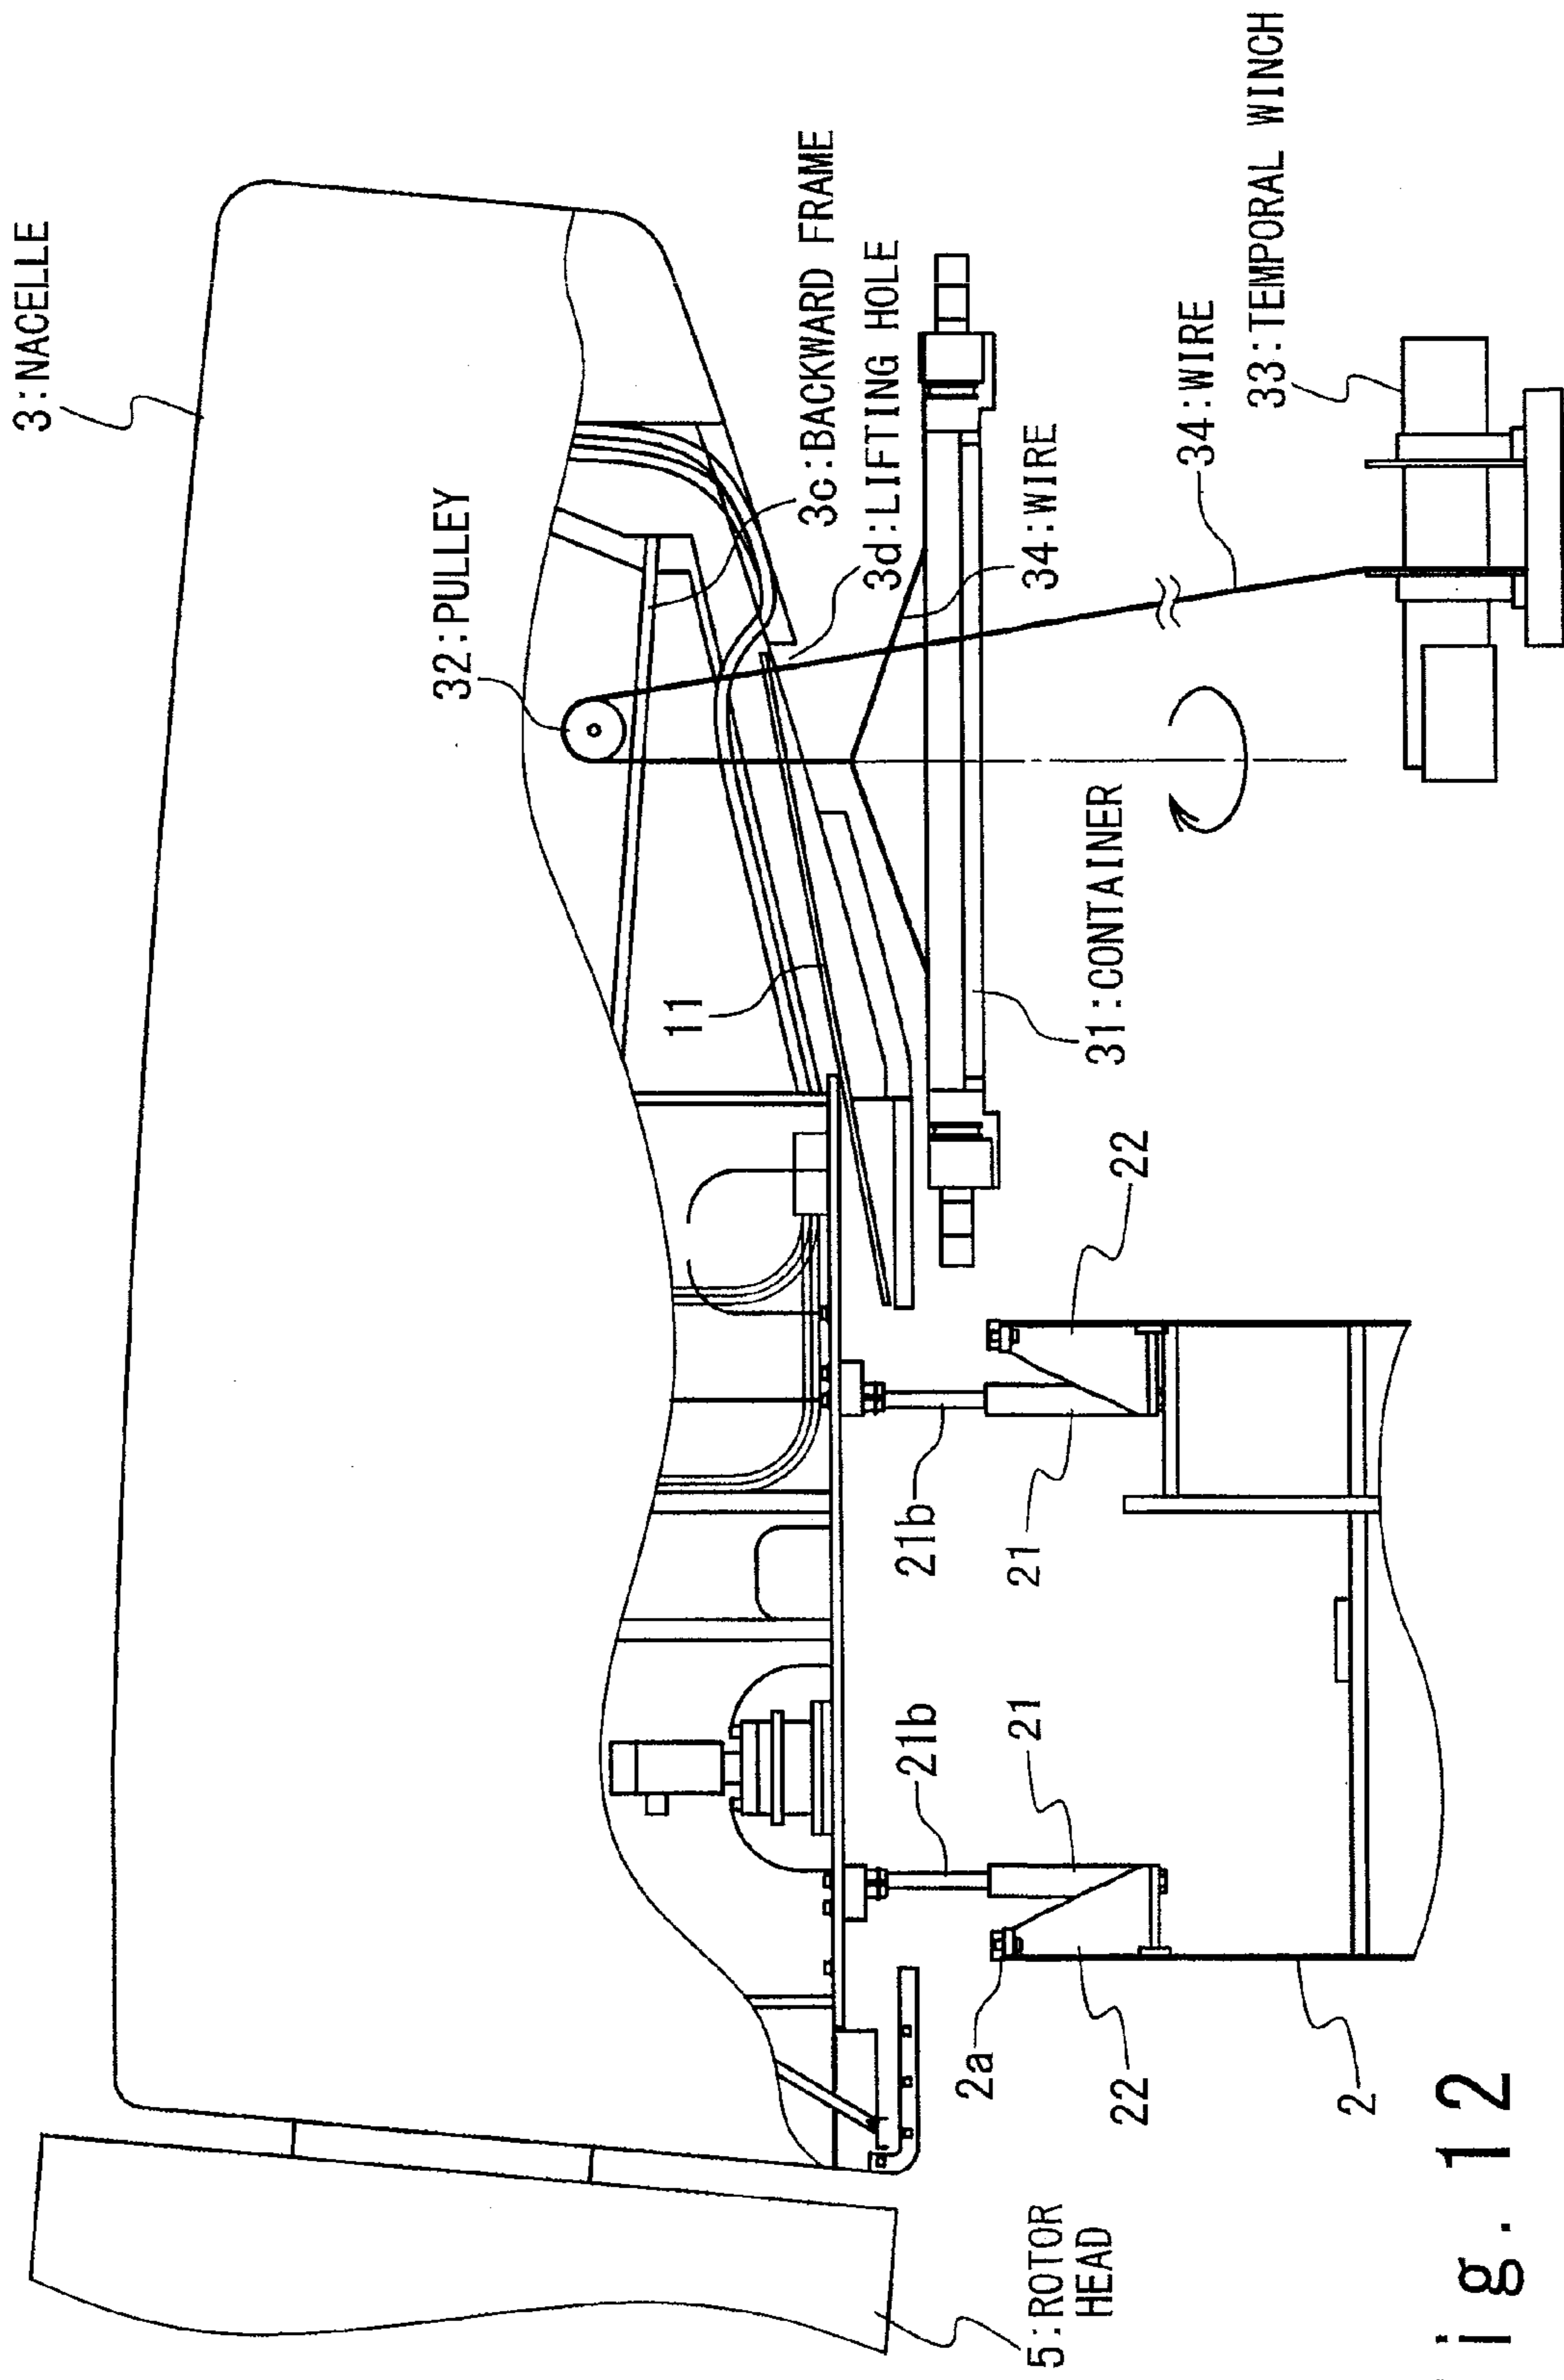 3:NACELLE
32:PULLEY
3c:BACKWARD FRAME
3d:LIFTING HOLE
34:WIRE
34:WIRE
33:TEMPORAL WINCH
11
31:CONTAINER
22
21b
21
21b
21
2a
22
2
5:ROTOR
HEAD
ig. 12